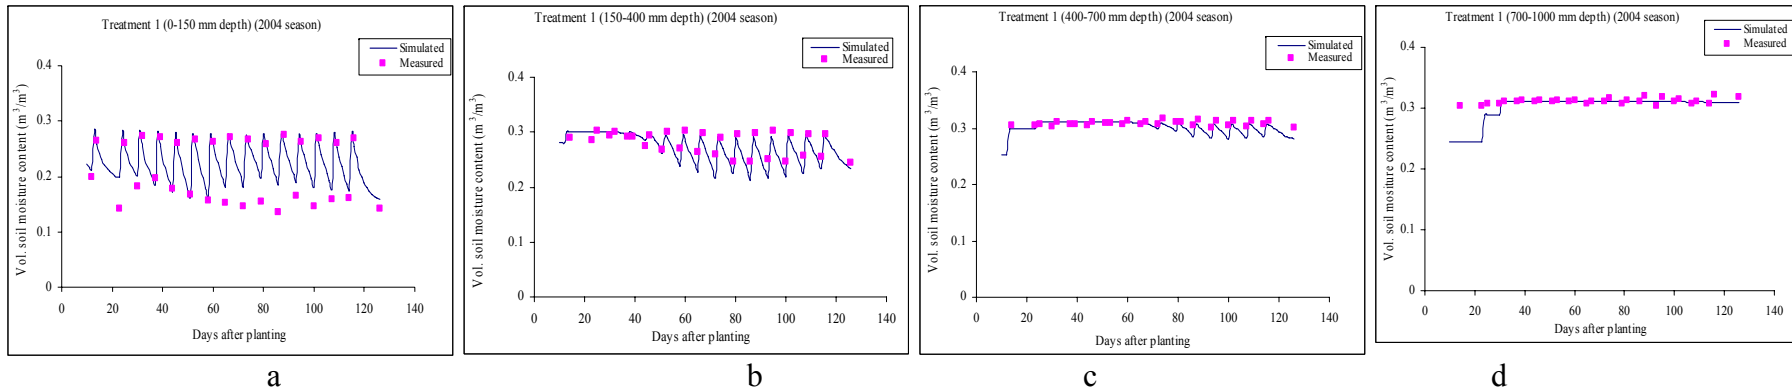 Treatment 1 (0-150 mm depth) (2004 season)
Simulated
Measured
Vol. soil moisture content (m³/m³)
0.4
0.3
0.2
0.1
0
0 20 40 60 80 100 120 140
Days after planting
a
Treatment 1 (150-400 mm depth) (2004 season)
Simulated
Measured
Vol. soil moisture content (m³/m³)
0.4
0.3
0.2
0.1
0
0 20 40 60 80 100 120 140
Days after planting
b
Treatment 1 (400-700 mm depth) (2004 season)
Simulated
Measured
Vol. soil moisture content (m³/m³)
0.4
0.3
0.2
0.1
0
0 20 40 60 80 100 120 140
Days after planting
c
Treatment 1 (700-1000 mm depth) (2004 season)
Simulated
Measured
Vol. soil mositure content (m³/m³)
0.4
0.3
0.2
0.1
0
0 20 40 60 80 100 120 140
Days after planting
d